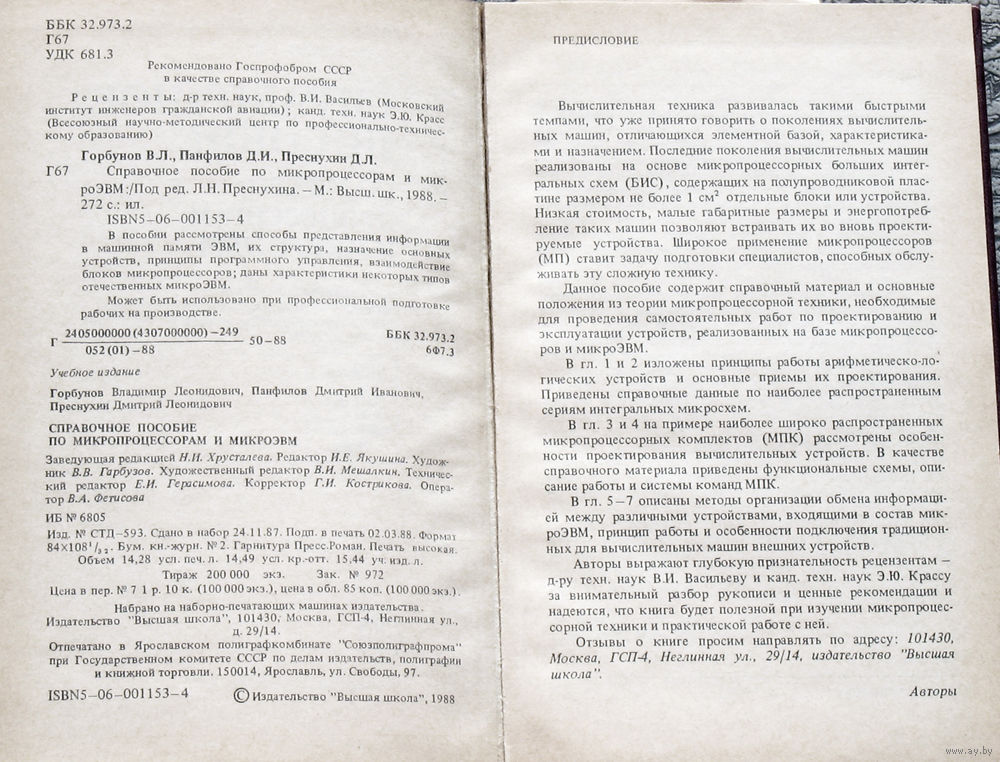 ББК 32.973.2
Г67
УДК 681.3
Рекомендовано Госпрофобром СССР
в качестве справочного пособия
Рецензенты: д-р техн. наук, проф. В.И. Васильев (Московский
институт инженеров гражданской авиации); канд. техн. наук Э.Ю. Красс
(Всесоюзный научно-методический центр по профессионально-техничес-
кому образованию)
Горбунов В.Л., Панфилов Д.И., Преснухин Д.Л.
Г67 Справочное пособие по микропроцессорам и мик-
роЭВМ:/Под ред. Л.Н. Преснухина. – М.: Высш. шк., 1988. –
272 с.: ил.
ISBN5–06–001153–4
В пособии рассмотрены способы представления информации
в машинной памяти ЭВМ, их структура, назначение основных
устройств, принципы программного управления, взаимодействие
блоков микропроцессоров; даны характеристики некоторых типов
отечественных микроЭВМ.
Может быть использовано при профессиональной подготовке
рабочих на производстве.
Г 2405000000(4307000000)–249
052(01)–88
50–88
ББК 32.973.2
6Ф7.3
Учебное издание
Горбунов Владимир Леонидович, Панфилов Дмитрий Иванович,
Преснухин Дмитрий Леонидович
СПРАВОЧНОЕ ПОСОБИЕ
ПО МИКРОПРОЦЕССОРАМ И МИКРОЭВМ
Заведующая редакцией Н.И. Хрусталева. Редактор И.Е. Якушина. Худож-
ник В.В. Гарбузов. Художественный редактор В.И. Мешалкин. Техничес-
кий редактор Е.И. Герасимова. Корректор Г.И. Кострикова. Опера-
тор В.А. Фетисова
ИБ № 6805
Изд. № СТД–593. Сдано в набор 24.11.87. Подп. в печать 02.03.88. Формат
84×108¹/₃₂. Бум. кн.-журн. №2. Гарнитура Пресс.Роман. Печать высокая.
Объем 14,28 усл. печ. л. 14,49 усл. кр.-отт. 15,44 уч. изд. л.
Тираж 200 000 экз. Зак. № 972
Цена в пер. №7 1 р. 10 к. (100 000 экз.), цена в обл. 85 коп. (100 000 экз.).
Набрано на наборно-печатающих машинах издательства.
Издательство "Высшая школа", 101430, Москва, ГСП-4, Неглинная ул.,
д. 29/14.
Отпечатано в Ярославском полиграфкомбинате "Союзполиграфпрома"
при Государственном комитете СССР по делам издательств, полиграфии
и книжной торговли. 150014, Ярославль, ул. Свободы, 97.
ISBN5–06–001153–4
© Издательство "Высшая школа", 1988
ПРЕДИСЛОВИЕ
Вычислительная техника развивалась такими быстрыми
темпами, что уже принято говорить о поколениях вычислитель-
ных машин, отличающихся элементной базой, характеристика-
ми и назначением. Последние поколения вычислительных машин
реализованы на основе микропроцессорных больших интег-
ральных схем (БИС), содержащих на полупроводниковой плас-
тине размером не более 1 см² отдельные блоки или устройства.
Низкая стоимость, малые габаритные размеры и энергопотреб-
ление таких машин позволяют встраивать их во вновь проекти-
руемые устройства. Широкое применение микропроцессоров
(МП) ставит задачу подготовки специалистов, способных обслу-
живать эту сложную технику.
Данное пособие содержит справочный материал и основные
положения из теории микропроцессорной техники, необходимые
для проведения самостоятельных работ по проектированию и
эксплуатации устройств, реализованных на базе микропроцессо-
ров и микроЭВМ.
В гл. 1 и 2 изложены принципы работы арифметическо-ло-
гических устройств и основные приемы их проектирования.
Приведены справочные данные по наиболее распространенным
сериям интегральных микросхем.
В гл. 3 и 4 на примере наиболее широко распространенных
микропроцессорных комплектов (МПК) рассмотрены особен-
ности проектирования вычислительных устройств. В качестве
справочного материала приведены функциональные схемы, опи-
сание работы и системы команд МПК.
В гл. 5–7 описаны методы организации обмена информаци-
ей между различными устройствами, входящими в состав мик-
роЭВМ, принцип работы и особенности подключения традицион-
ных для вычислительных машин внешних устройств.
Авторы выражают глубокую признательность рецензентам –
д-ру техн. наук В.И. Васильеву и канд. техн. наук Э.Ю. Крассу
за внимательный разбор рукописи и ценные рекомендации и
надеются, что книга будет полезной при изучении микропроцес-
сорной техники и практической работе с ней.
Отзывы о книге просим направлять по адресу: 101430,
Москва, ГСП-4, Неглинная ул., 29/14, издательство "Высшая
школа".
Авторы
www.ay.by